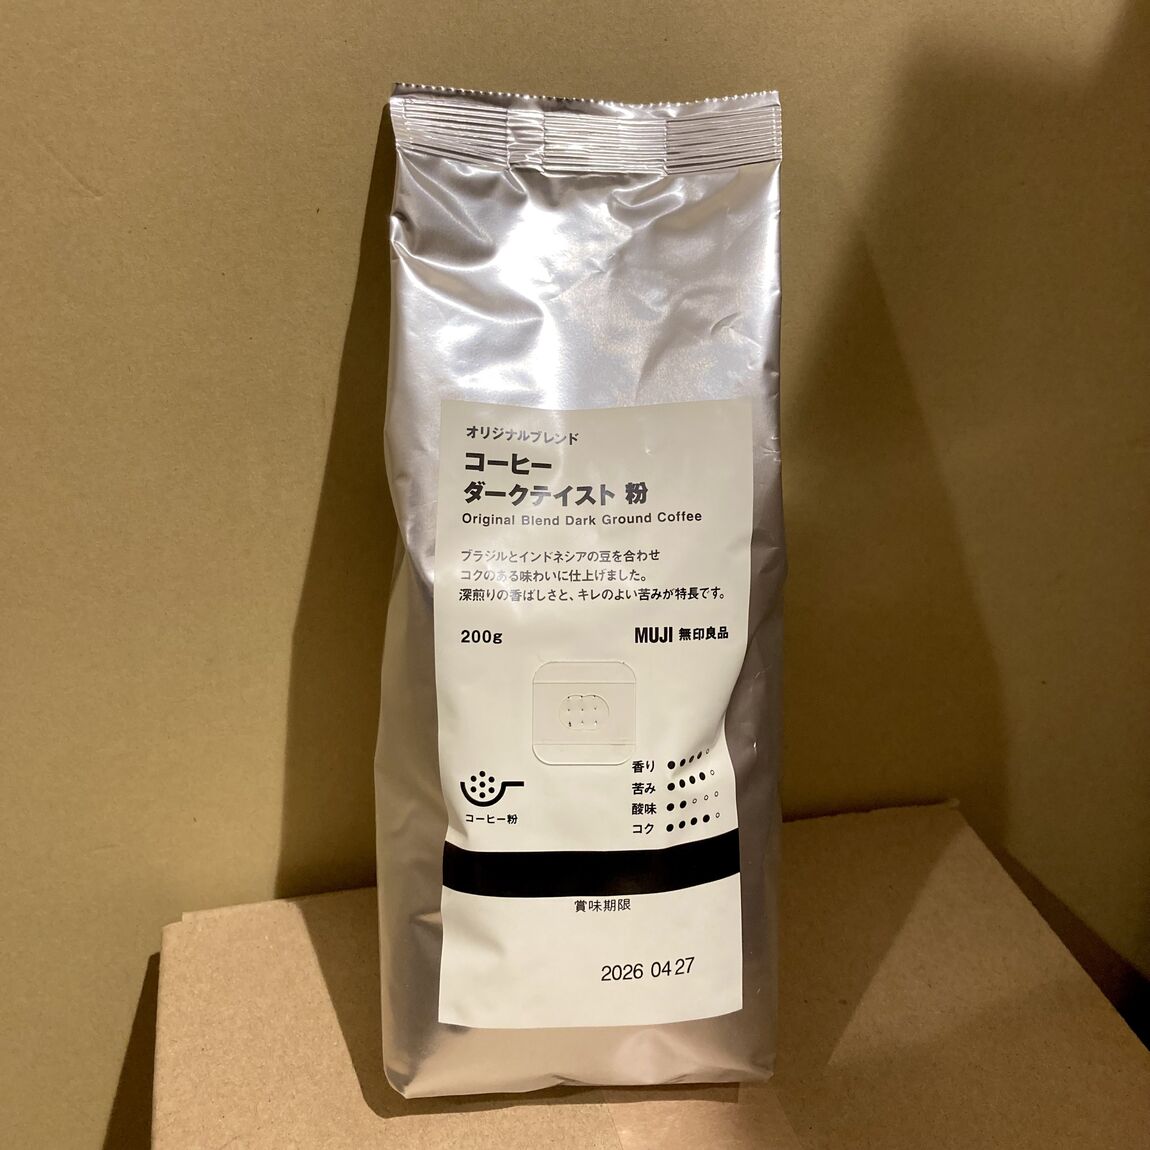 オリジナルブレンド
コーヒー
ダークテイスト 粉
Original Blend Dark Ground Coffee
ブラジルとインドネシアの豆を合わせ
コクのある味わいに仕上げました。
深煎りの香ばしさと、キレのよい苦みが特長です。
200g MUJI 無印良品
香り ●●●●○
苦み ●●●●○
酸味 ●●○○○
コク ●●●●○
コーヒー粉
賞味期限
2026 04 27